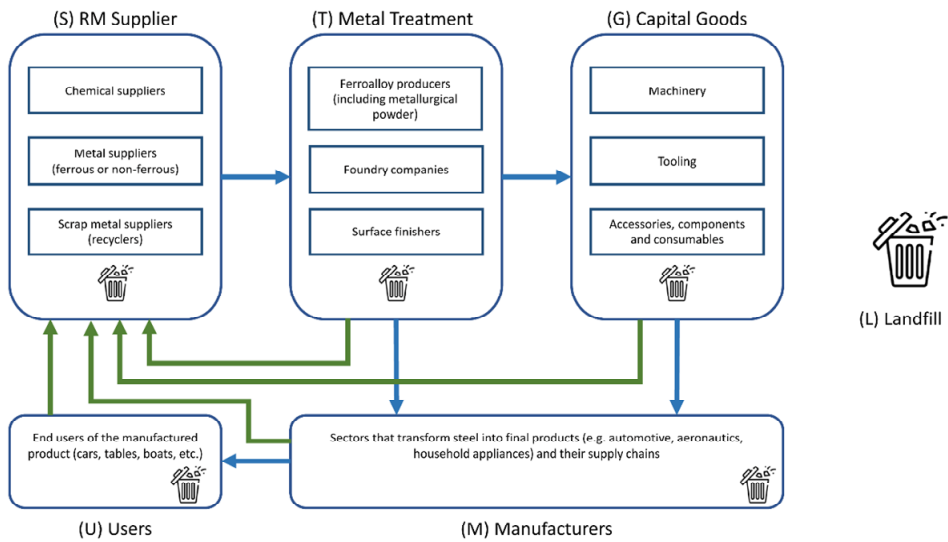 (S) RM Supplier
(T) Metal Treatment
(G) Capital Goods
Chemical suppliers
Metal suppliers
(ferrous or non-ferrous)
Scrap metal suppliers
(recyclers)
Ferroalloy producers
(including metallurgical
powder)
Foundry companies
Surface finishers
Machinery
Tooling
Accessories, components
and consumables
(L) Landfill
End users of the manufactured
product (cars, tables, boats, etc.)
Sectors that transform steel into final products (e.g. automotive, aeronautics,
household appliances) and their supply chains
(U) Users
(M) Manufacturers